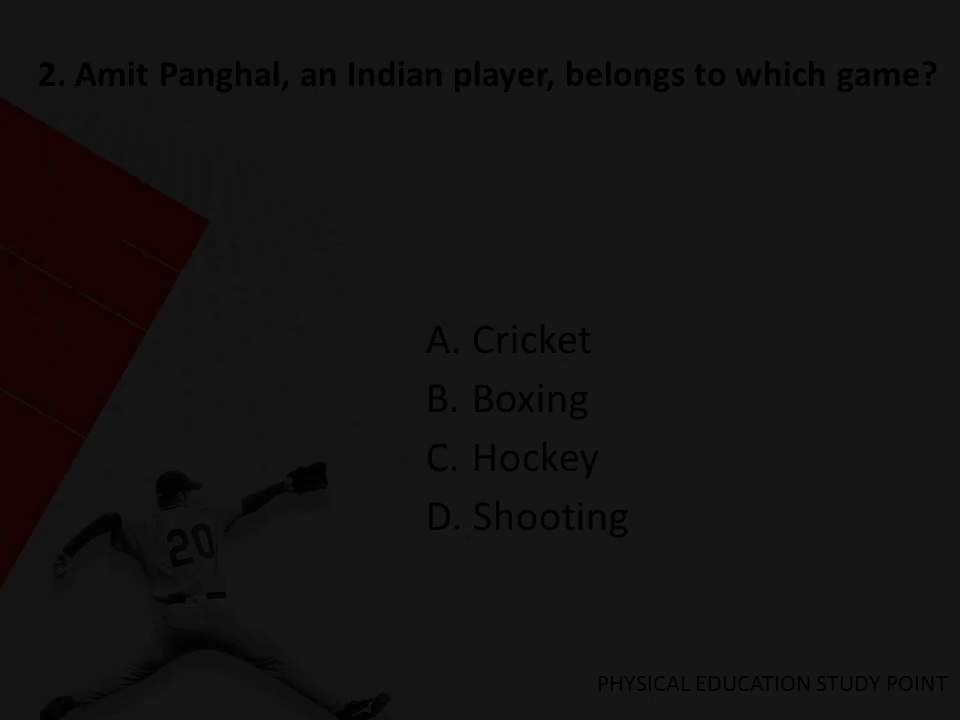 2. Amit Panghal, an Indian player, belongs to which game?
A. Cricket
B. Boxing
C. Hockey
D. Shooting
20
PHYSICAL EDUCATION STUDY POINT